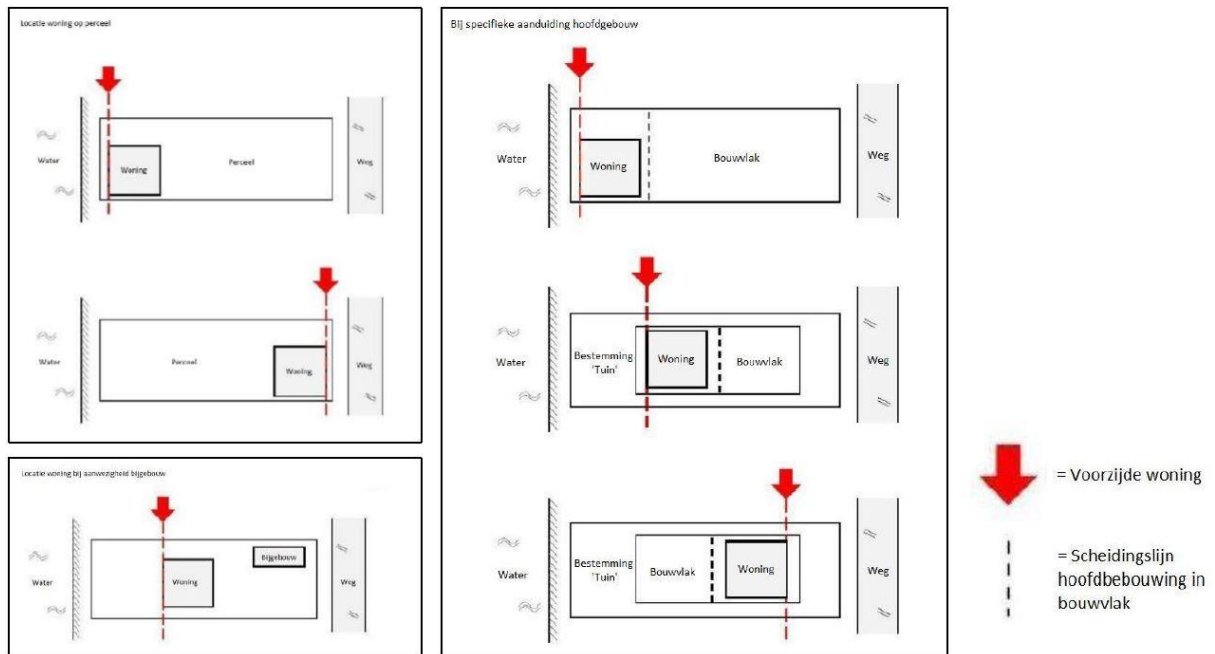 Locatie woning op perceel
Water
Woning
Perceel
Weg
Water
Perceel
Woning
Weg
Locatie woning bij aanwezigheid bijgebouw
Water
Woning
Bijgebouw
Weg
Bij specifieke aanduiding hoofdgebouw
Water
Woning
Bouwvlak
Weg
Water
Bestemming
'Tuin'
Woning
Bouwvlak
Weg
Water
Bestemming
'Tuin'
Bouwvlak
Woning
Weg
= Voorzijde woning
= Scheidingslijn
hoofdbebouwing in
bouwvlak